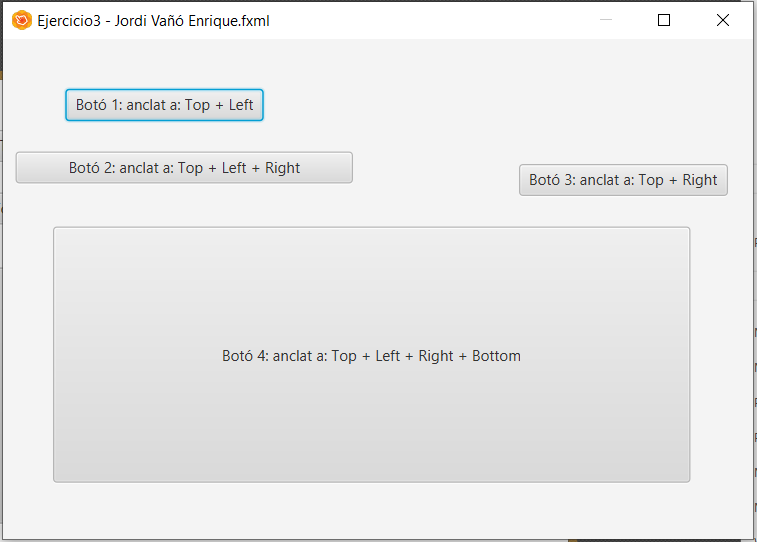 Ejercicio3 - Jordi Vañó Enrique.fxml
Botó 1: anclat a: Top + Left
Botó 2: anclat a: Top + Left + Right
Botó 3: anclat a: Top + Right
Botó 4: anclat a: Top + Left + Right + Bottom